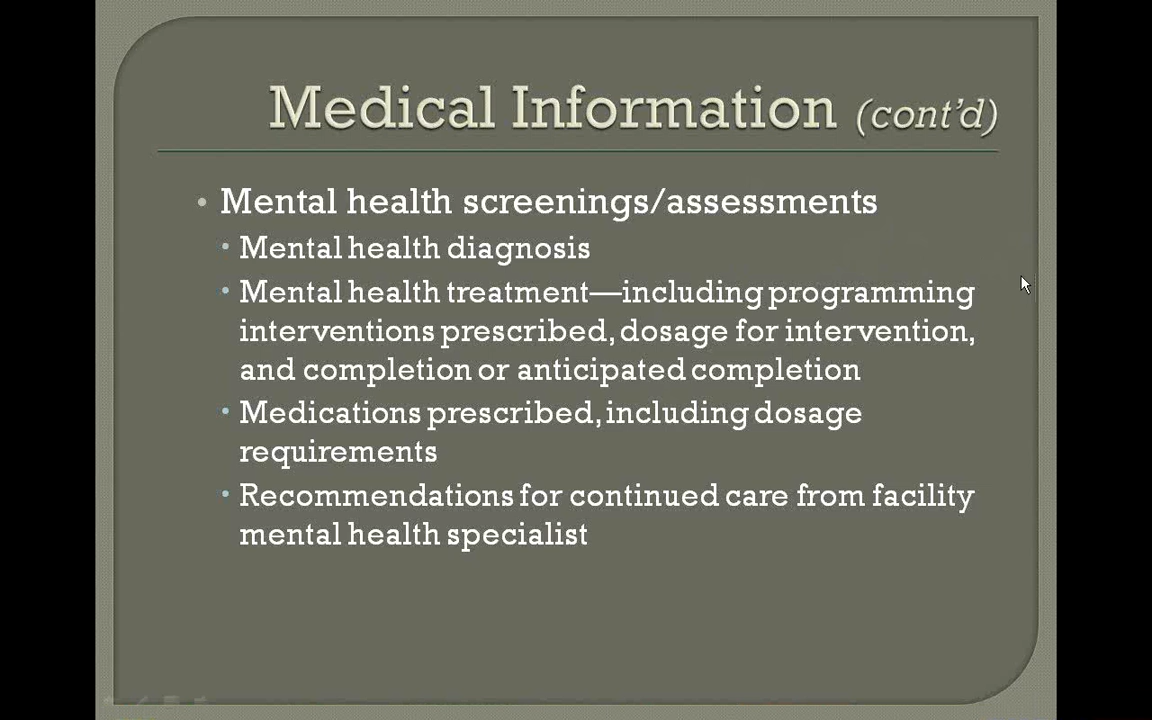 Medical Information (cont'd)
• Mental health screenings/assessments
• Mental health diagnosis
• Mental health treatment—including programming
interventions prescribed, dosage for intervention,
and completion or anticipated completion
• Medications prescribed, including dosage
requirements
• Recommendations for continued care from facility
mental health specialist